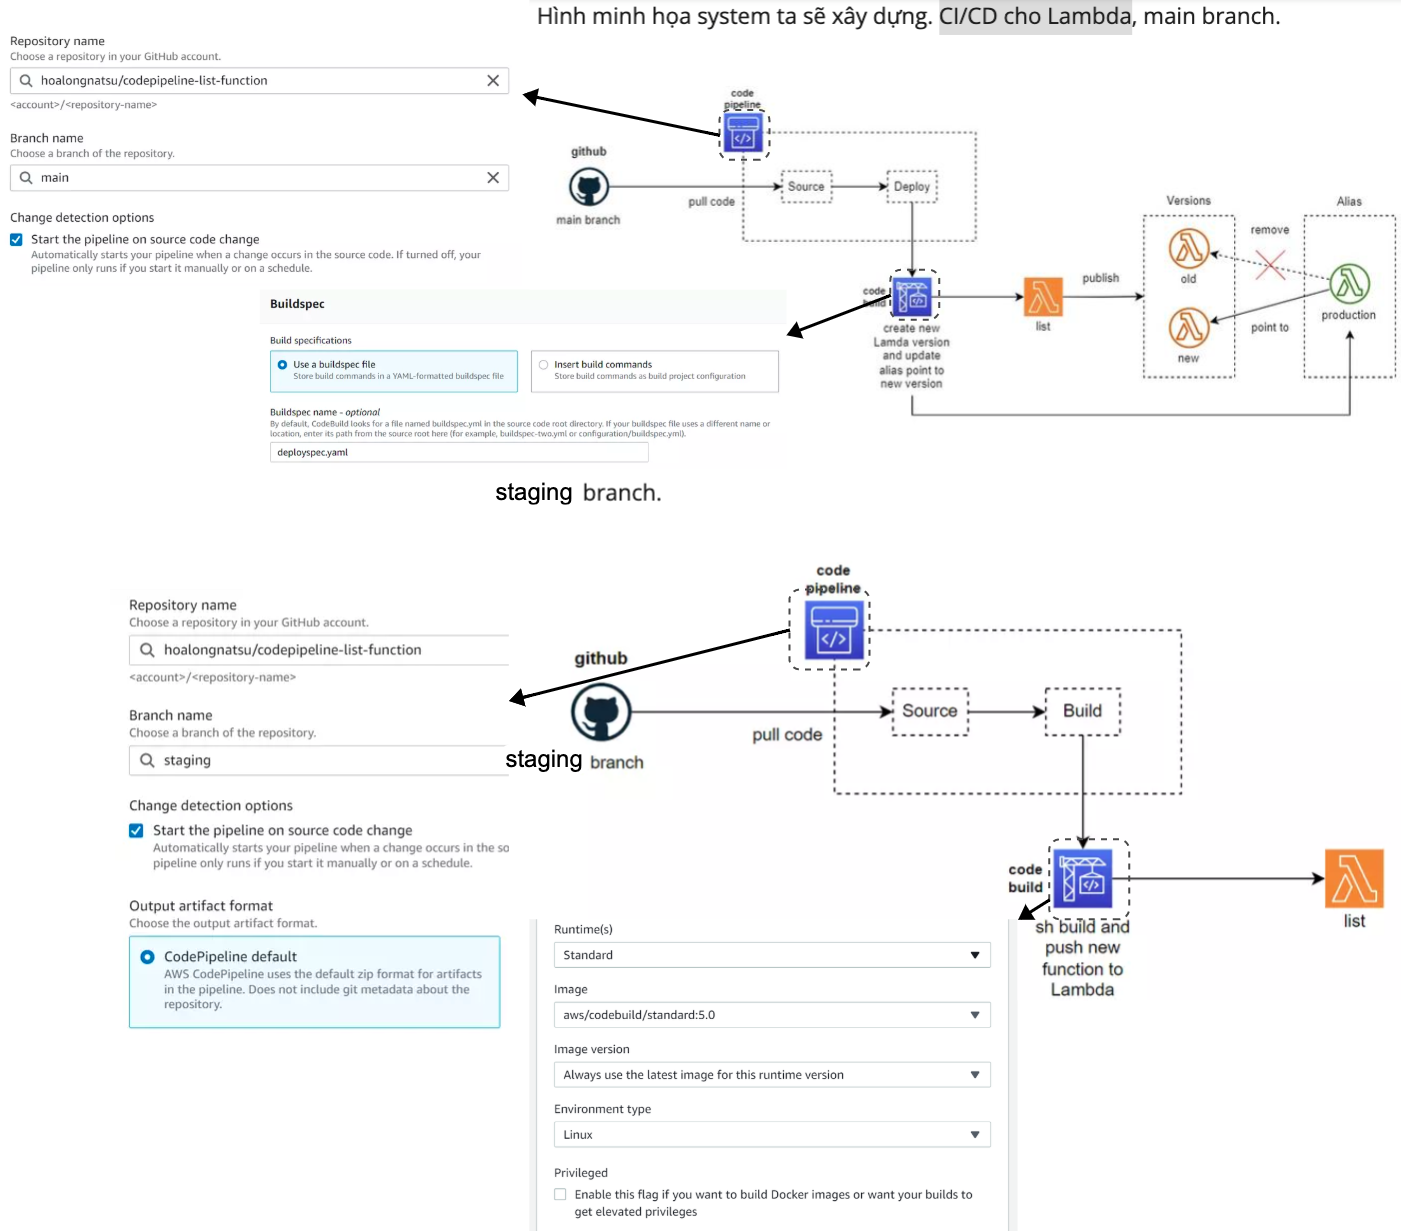 Hình minh họa system ta sẽ xây dựng. CI/CD cho Lambda, main branch.
Repository name
Choose a repository in your GitHub account.
hoalongnatsu/codepipeline-list-function
<account>/<repository-name>
Branch name
Choose a branch of the repository.
main
Change detection options
Start the pipeline on source code change
Automatically starts your pipeline when a change occurs in the source code. If turned off, your
pipeline only runs if you start it manually or on a schedule.
code
pipeline
github
main branch
pull code
Source
Deploy
code
build
create new
Lamda version
and update
alias point to
new version
list
publish
Versions
old
new
remove
point to
Alias
production
Buildspec
Build specifications
Use a buildspec file
Store build commands in a YAML-formatted buildspec file
Insert build commands
Store build commands as build project configuration
Buildspec name - optional
By default, CodeBuild looks for a file named buildspec.yml in the source code root directory. If your buildspec file uses a different name or
location, enter its path from the source root here (for example, buildspec-two.yml or configuration/buildspec.yml).
deployspec.yaml
staging branch.
Repository name
Choose a repository in your GitHub account.
hoalongnatsu/codepipeline-list-function
<account>/<repository-name>
Branch name
Choose a branch of the repository.
staging
Change detection options
Start the pipeline on source code change
Automatically starts your pipeline when a change occurs in the so
pipeline only runs if you start it manually or on a schedule.
Output artifact format
Choose the output artifact format.
CodePipeline default
AWS CodePipeline uses the default zip format for artifacts
in the pipeline. Does not include git metadata about the
repository.
code
pipeline
github
staging branch
pull code
Source
Build
code
build
sh build and
push new
function to
Lambda
list
Runtime(s)
Standard
Image
aws/codebuild/standard:5.0
Image version
Always use the latest image for this runtime version
Environment type
Linux
Privileged
Enable this flag if you want to build Docker images or want your builds to
get elevated privileges